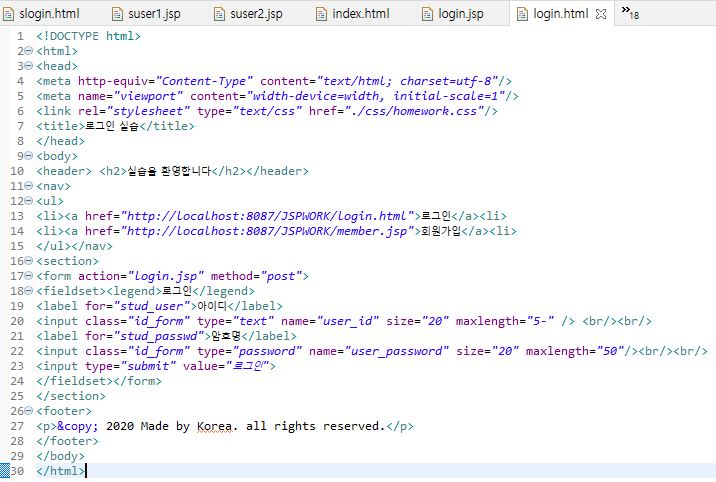 slogin.html suser1.jsp suser2.jsp index.html login.jsp login.html »18
1 <!DOCTYPE html>
2 <html>
3 <head>
4 <meta http-equiv="Content-Type" content="text/html; charset=utf-8"/>
5 <meta name="viewport" content="width-device=width, initial-scale=1"/>
6 <link rel="stylesheet" type="text/css" href="./css/homework.css"/>
7 <title>로그인 실습</title>
8 </head>
9 <body>
10 <header> <h2>실습을 환영합니다</h2></header>
11 <nav>
12 <ul>
13 <li><a href="http://localhost:8087/JSPWORK/login.html">로그인</a><li>
14 <li><a href="http://localhost:8087/JSPWORK/member.jsp">회원가입</a><li>
15 </ul></nav>
16 <section>
17 <form action="login.jsp" method="post">
18 <fieldset><legend>로그인</legend>
19 <label for="stud_user">아이디</label>
20 <input class="id_form" type="text" name="user_id" size="20" maxlength="5-" /> <br/><br/>
21 <label for="stud_passwd">암호명</label>
22 <input class="id_form" type="password" name="user_password" size="20" maxlength="50"/><br/><br/>
23 <input type="submit" value="로그인">
24 </fieldset></form>
25 </section>
26 <footer>
27 <p>&copy; 2020 Made by Korea. all rights reserved.</p>
28 </footer>
29 </body>
30 </html>